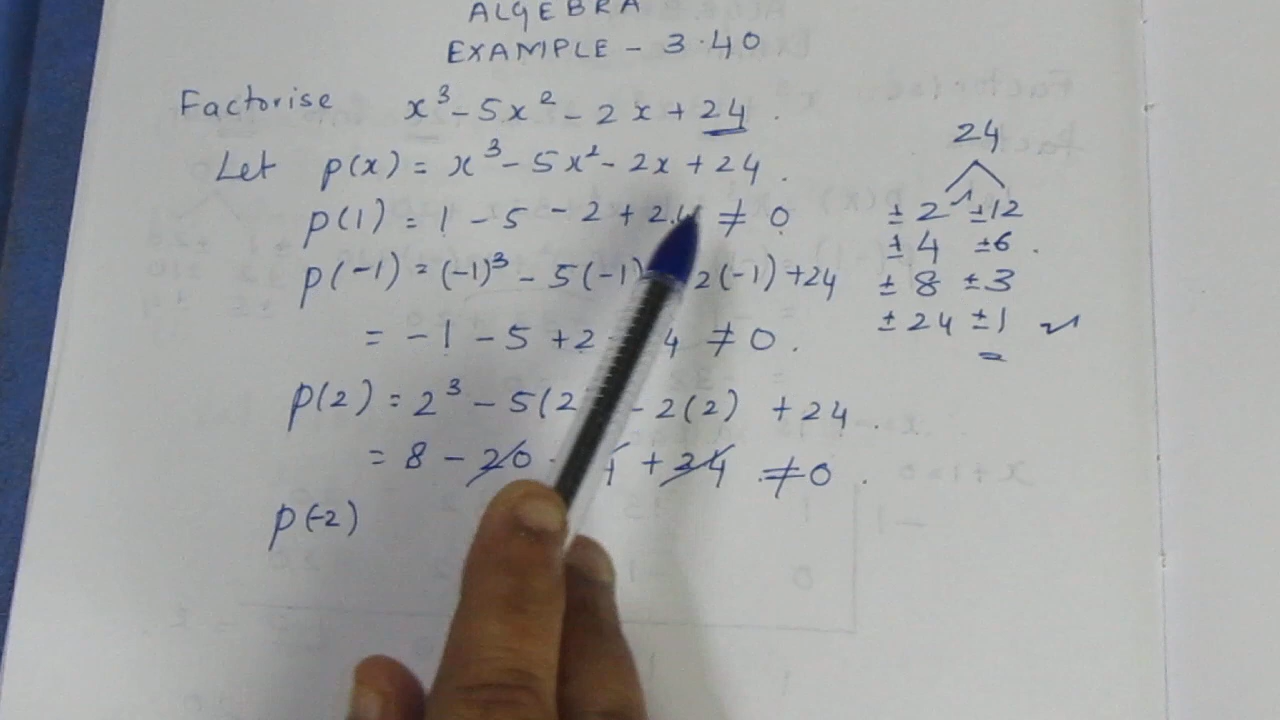 ALGEBRA
EXAMPLE - 3.40
Factorise x³ - 5x² - 2x + 24.
Let p(x) = x³ - 5x² - 2x + 24.
p(1) = 1 - 5 - 2 + 24 ≠ 0
p(-1) = (-1)³ - 5(-1) 2(-1) + 24
= -1 - 5 + 2 4 ≠ 0.
p(2) = 2³ - 5(2 - 2(2) + 24.
= 8 - 20 4 + 24 ≠ 0.
p(-2)
24
± 2 ±12
± 4 ±6.
± 8 ±3
± 24 ±1 ✓